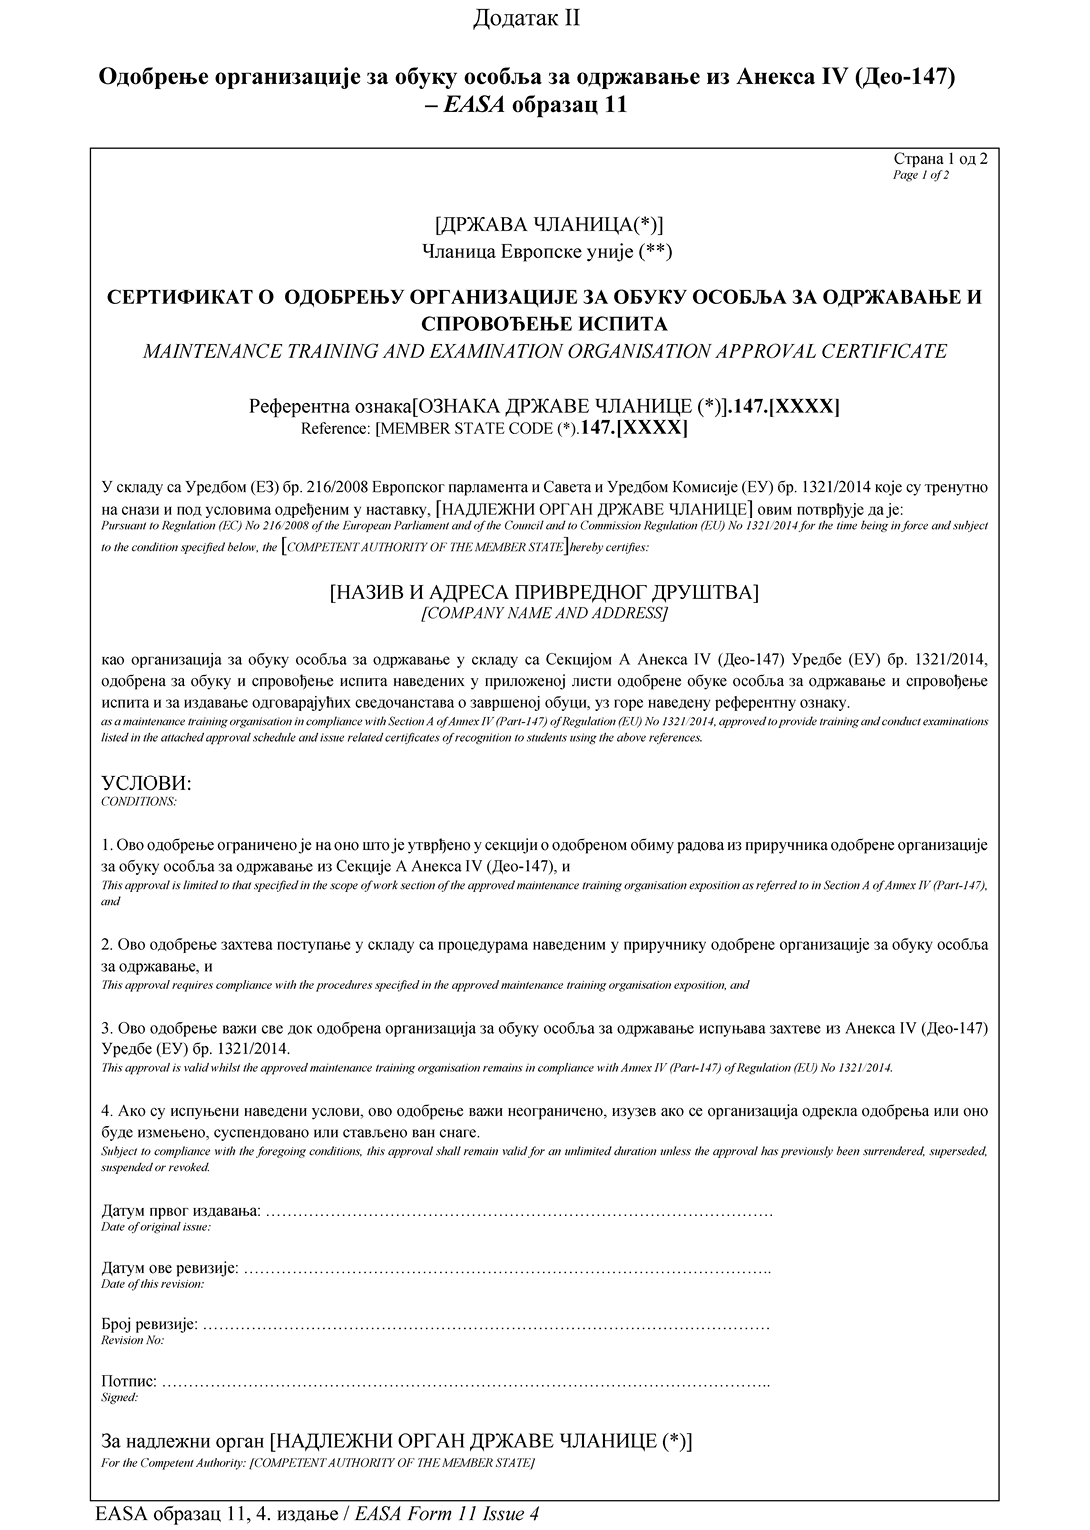 Додатак II
Одобрење организације за обуку особља за одржавање из Анекса IV (Део-147)
– EASA образац 11
Страна 1 од 2
Page 1 of 2
[ДРЖАВА ЧЛАНИЦА(*)]
Чланица Европске уније (**)
СЕРТИФИКАТ О ОДОБРЕЊУ ОРГАНИЗАЦИЈЕ ЗА ОБУКУ ОСОБЉА ЗА ОДРЖАВАЊЕ И
СПРОВОЂЕЊЕ ИСПИТА
MAINTENANCE TRAINING AND EXAMINATION ORGANISATION APPROVAL CERTIFICATE
Референтна ознака[ОЗНАКА ДРЖАВЕ ЧЛАНИЦЕ (*)].147.[XXXX]
Reference: [MEMBER STATE CODE (*).147.[XXXX]
У складу са Уредбом (ЕЗ) бр. 216/2008 Европског парламента и Савета и Уредбом Комисије (ЕУ) бр. 1321/2014 које су тренутно
на снази и под условима одређеним у наставку, [НАДЛЕЖНИ ОРГАН ДРЖАВЕ ЧЛАНИЦЕ] овим потврђује да је:
Pursuant to Regulation (EC) No 216/2008 of the European Parliament and of the Council and to Commission Regulation (EU) No 1321/2014 for the time being in force and subject
to the condition specified below, the [COMPETENT AUTHORITY OF THE MEMBER STATE]hereby certifies:
[НАЗИВ И АДРЕСА ПРИВРЕДНОГ ДРУШТВА]
[COMPANY NAME AND ADDRESS]
као организација за обуку особља за одржавање у складу са Секцијом А Анекса IV (Део-147) Уредбе (ЕУ) бр. 1321/2014,
одобрена за обуку и спровођење испита наведених у приложеној листи одобрене обуке особља за одржавање и спровођење
испита и за издавање одговарајућих сведочанстава о завршеној обуци, уз горе наведену референтну ознаку.
as a maintenance training organisation in compliance with Section A of Annex IV (Part-147) of Regulation (EU) No 1321/2014, approved to provide training and conduct examinations
listed in the attached approval schedule and issue related certificates of recognition to students using the above references.
УСЛОВИ:
CONDITIONS:
1. Ово одобрење ограничено је на оно што је утврђено у секцији о одобреном обиму радова из приручника одобрене организације
за обуку особља за одржавање из Секције А Анекса IV (Део-147), и
This approval is limited to that specified in the scope of work section of the approved maintenance training organisation exposition as referred to in Section A of Annex IV (Part-147),
and
2. Ово одобрење захтева поступање у складу са процедурама наведеним у приручнику одобрене организације за обуку особља
за одржавање, и
This approval requires compliance with the procedures specified in the approved maintenance training organisation exposition, and
3. Ово одобрење важи све док одобрена организација за обуку особља за одржавање испуњава захтеве из Анекса IV (Део-147)
Уредбе (ЕУ) бр. 1321/2014.
This approval is valid whilst the approved maintenance training organisation remains in compliance with Annex IV (Part-147) of Regulation (EU) No 1321/2014.
4. Ако су испуњени наведени услови, ово одобрење важи неограничено, изузев ако се организација одрекла одобрења или оно
буде измењено, суспендовано или стављено ван снаге.
Subject to compliance with the foregoing conditions, this approval shall remain valid for an unlimited duration unless the approval has previously been surrendered, superseded,
suspended or revoked.
Датум првог издавања: ……………………………………………………………………………………
Date of original issue:
Датум ове ревизије: ………………………………………………………………………………………..
Date of this revision:
Број ревизије: ………………………………………………………………………………………………
Revision No:
Потпис: ……………………………………………………………………………………………………..
Signed:
За надлежни орган [НАДЛЕЖНИ ОРГАН ДРЖАВЕ ЧЛАНИЦЕ (*)]
For the Competent Authority: [COMPETENT AUTHORITY OF THE MEMBER STATE]
EASA образац 11, 4. издање / EASA Form 11 Issue 4